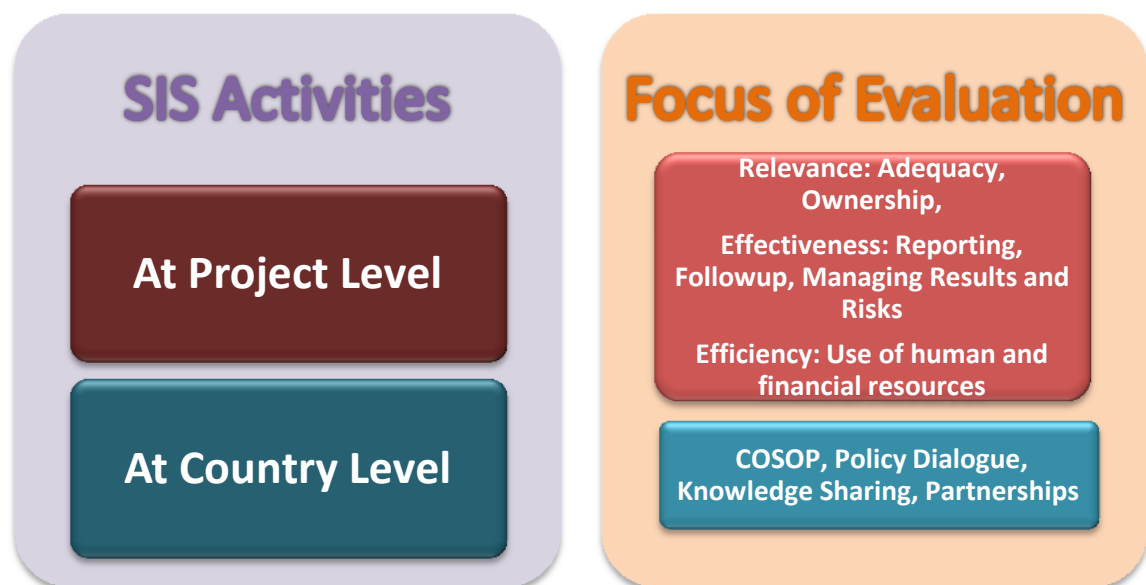 SIS Activities
At Project Level
At Country Level
Focus of Evaluation
Relevance: Adequacy,
Ownership,
Effectiveness: Reporting,
Followup, Managing Results and
Risks
Efficiency: Use of human and
financial resources
COSOP, Policy Dialogue,
Knowledge Sharing, Partnerships